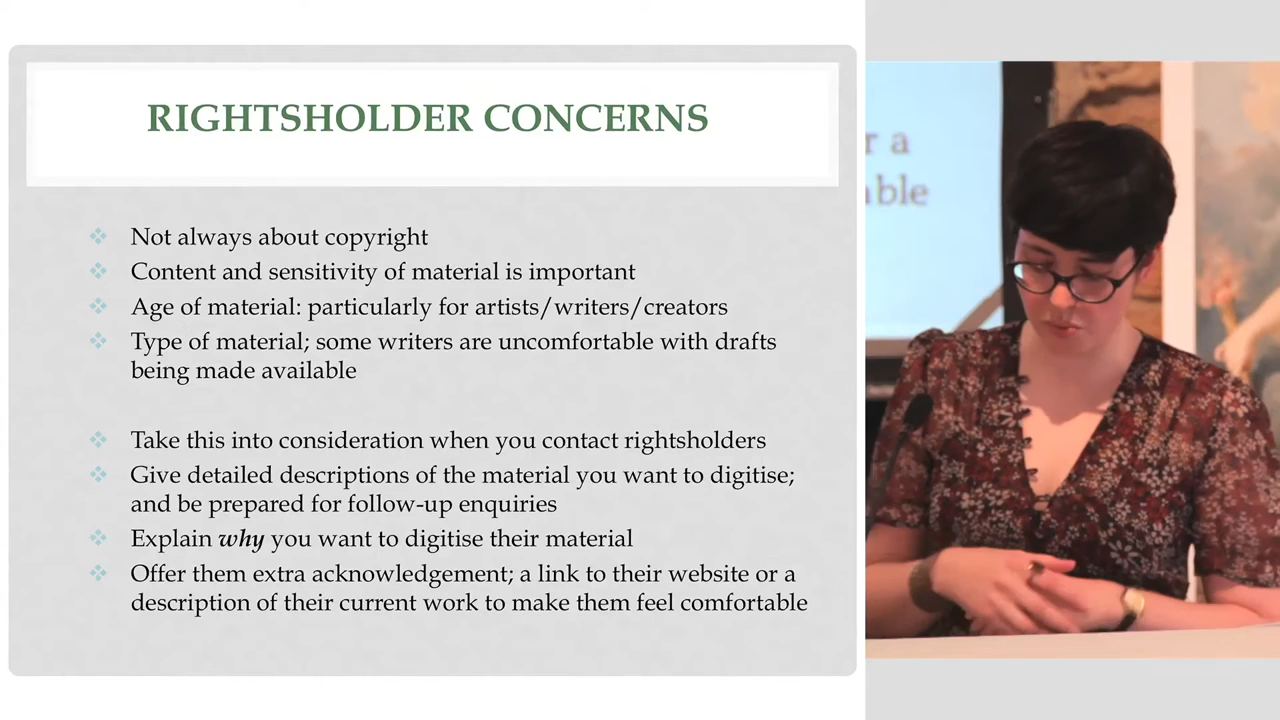 RIGHTSHOLDER CONCERNS
Not always about copyright
Content and sensitivity of material is important
Age of material: particularly for artists/writers/creators
Type of material; some writers are uncomfortable with drafts
being made available
Take this into consideration when you contact rightsholders
Give detailed descriptions of the material you want to digitise;
and be prepared for follow-up enquiries
Explain why you want to digitise their material
Offer them extra acknowledgement; a link to their website or a
description of their current work to make them feel comfortable
r a
able